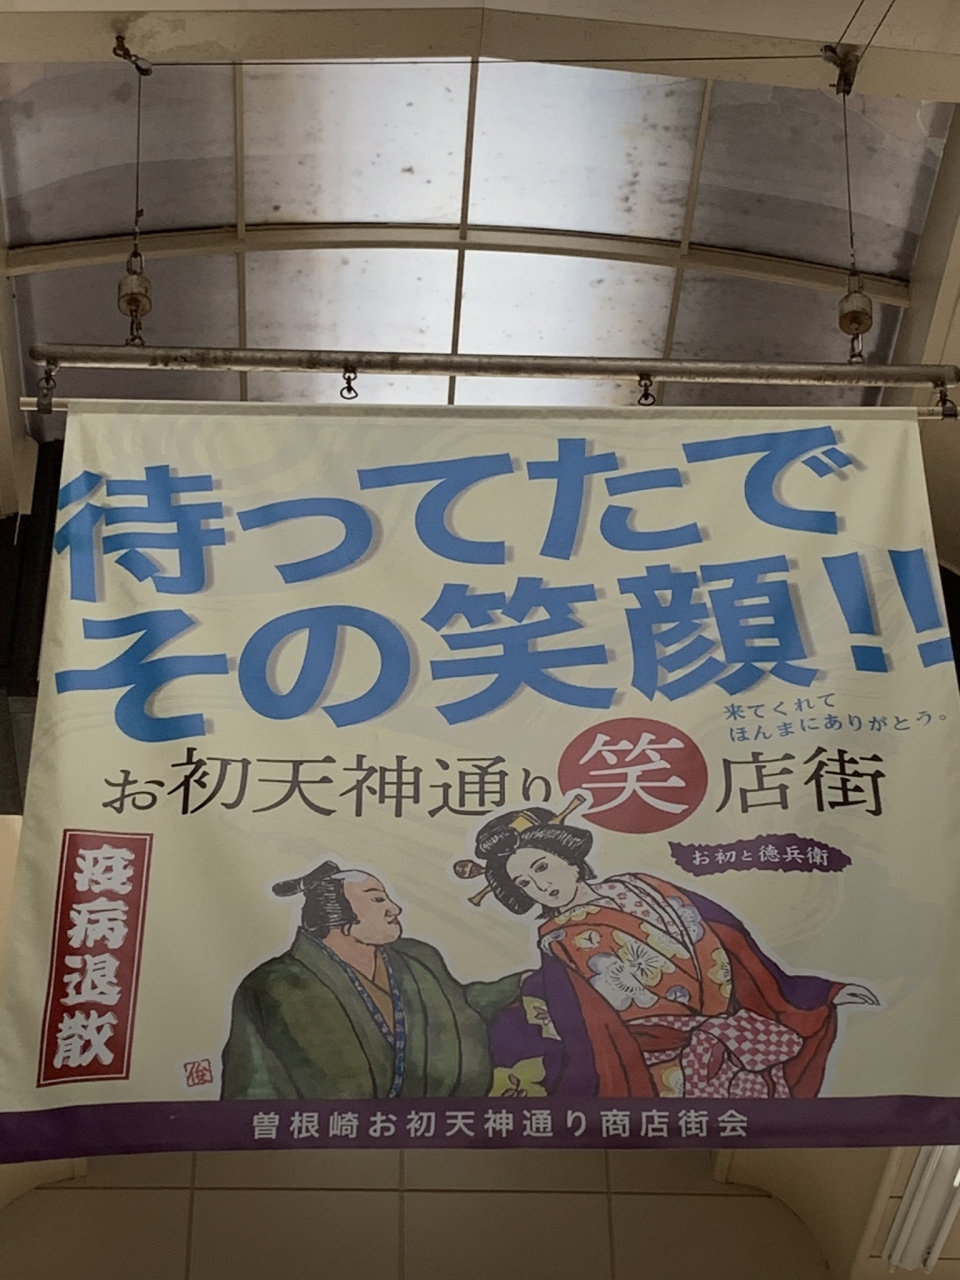 待ってたで
その笑顔!!
来てくれて
ほんまにありがとう。
お初天神通り笑店街
お初と徳兵衛
疫病退散
俊
曽根崎お初天神通り商店街会